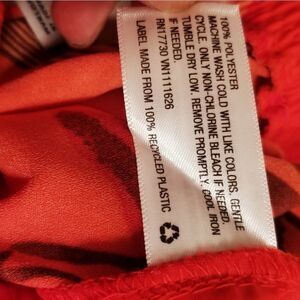 100% POLYESTER
MACHINE WASH COLD WITH LIKE COLORS, GENTLE
CYCLE. ONLY NON-CHLORINE BLEACH IF NEEDED.
TUMBLE DRY LOW. REMOVE PROMPTLY. COOL IRON
IF NEEDED.
RN17730 VN1111626
LABEL MADE FROM 100% RECYCLED PLASTIC